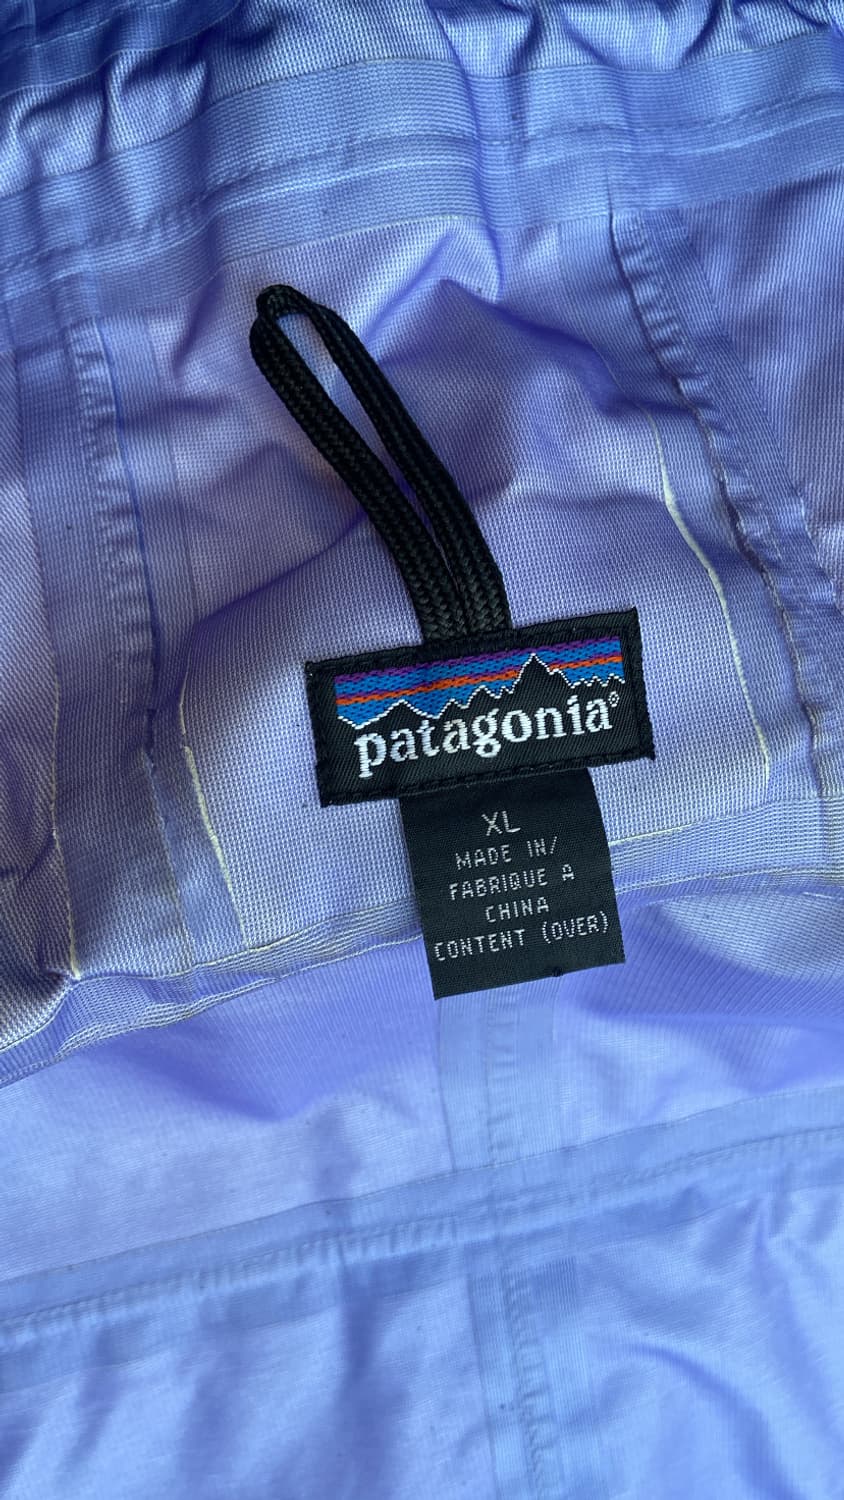 patagonia®
XL
MADE IN/
FABRIQUE A
CHINA
CONTENT (OVER)